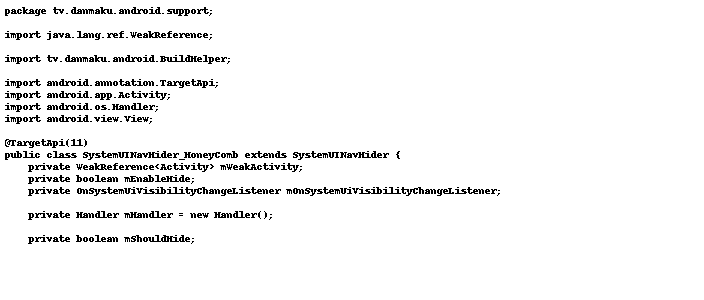 package tv.danmaku.android.support;

import java.lang.ref.WeakReference;

import tv.danmaku.android.BuildHelper;

import android.annotation.TargetApi;
import android.app.Activity;
import android.os.Handler;
import android.view.View;

@TargetApi(11)
public class SystemUINavHider_HoneyComb extends SystemUINavHider {
    private WeakReference<Activity> mWeakActivity;
    private boolean mEnableHide;
    private OnSystemUiVisibilityChangeListener mOnSystemUiVisibilityChangeListener;

    private Handler mHandler = new Handler();

    private boolean mShouldHide;